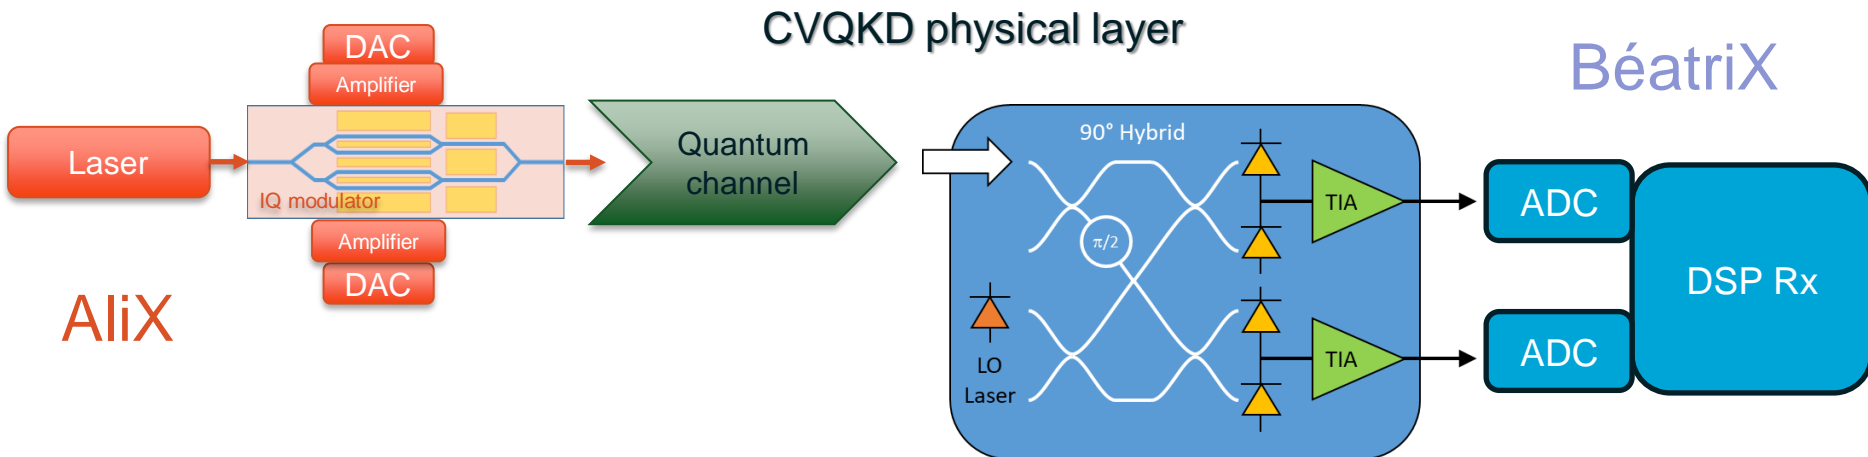 CVQKD physical layer
DAC
Amplifier
Laser
IQ modulator
Amplifier
DAC
AliX
Quantum
channel
90° Hybrid
π/2
LO
Laser
TIA
TIA
BéatriX
ADC
ADC
DSP Rx